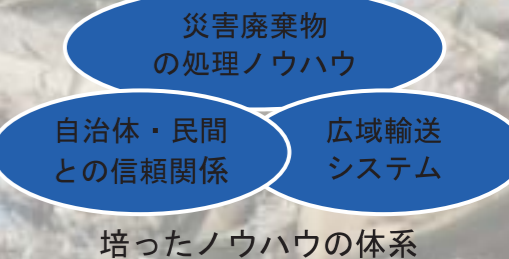 災害廃棄物
の処理ノウハウ
自治体・民間
との信頼関係
広域輸送
システム
培ったノウハウの体系